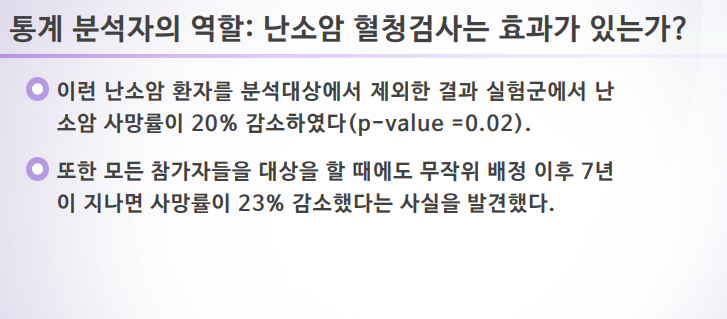 통계 분석자의 역할: 난소암 혈청검사는 효과가 있는가?
이런 난소암 환자를 분석대상에서 제외한 결과 실험군에서 난
소암 사망률이 20% 감소하였다(p-value =0.02).
또한 모든 참가자들을 대상을 할 때에도 무작위 배정 이후 7년
이 지나면 사망률이 23% 감소했다는 사실을 발견했다.